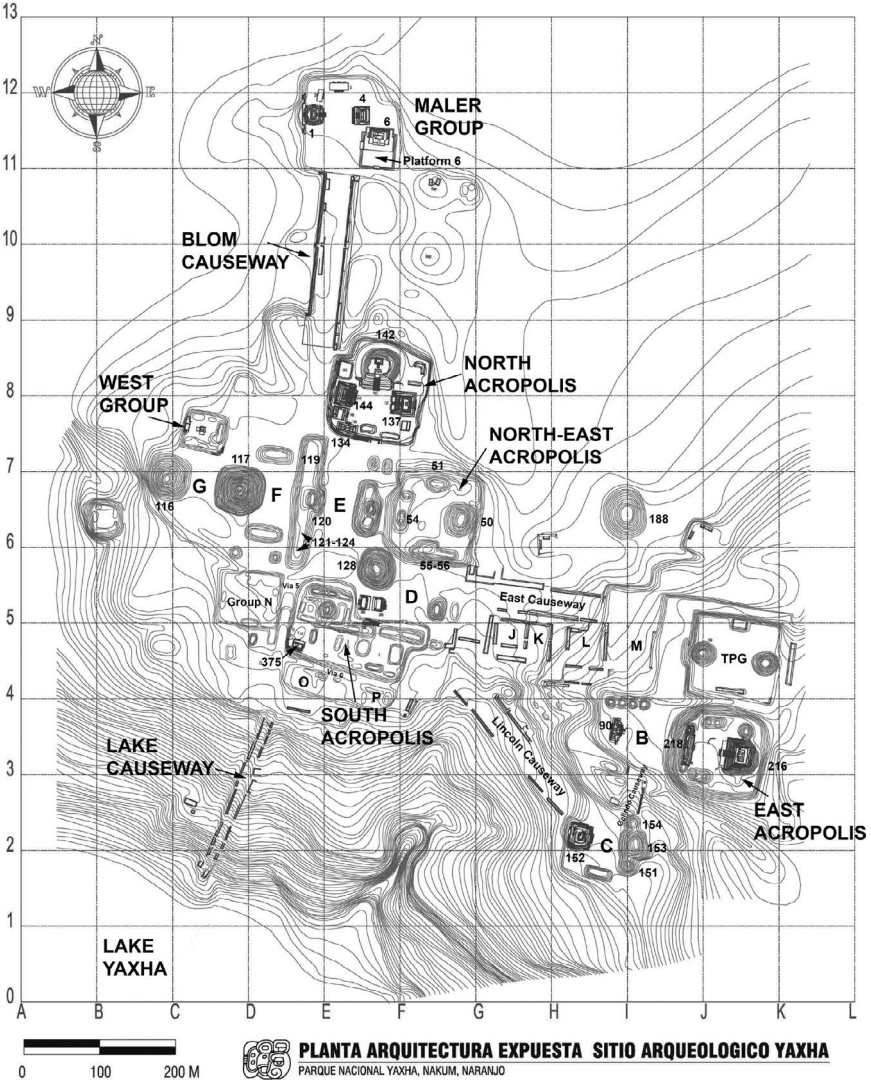 13
12
11
10
9
8
7
6
5
4
3
2
1
0
N
W
E
S
MALER
GROUP
1
4
6
Platform 6
BLOM
CAUSEWAY
142
NORTH
ACROPOLIS
144
137
134
WEST
GROUP
NORTH-EAST
ACROPOLIS
117
119
51
G
F
E
116
120
54
50
188
121-124
128
55-56
Via 5
Group N
D
East Causeway
J
K
L
M
TPG
375
Via 6
O
P
SOUTH
ACROPOLIS
LAKE
CAUSEWAY
Lincoln Causeway
90
B
218
216
EAST
ACROPOLIS
154
C
153
152
151
LAKE
YAXHA
A B C D E F G H I J K L
0 100 200 M
PLANTA ARQUITECTURA EXPUESTA SITIO ARQUEOLOGICO YAXHA
PARQUE NACIONAL YAXHA, NAKUM, NARANJO